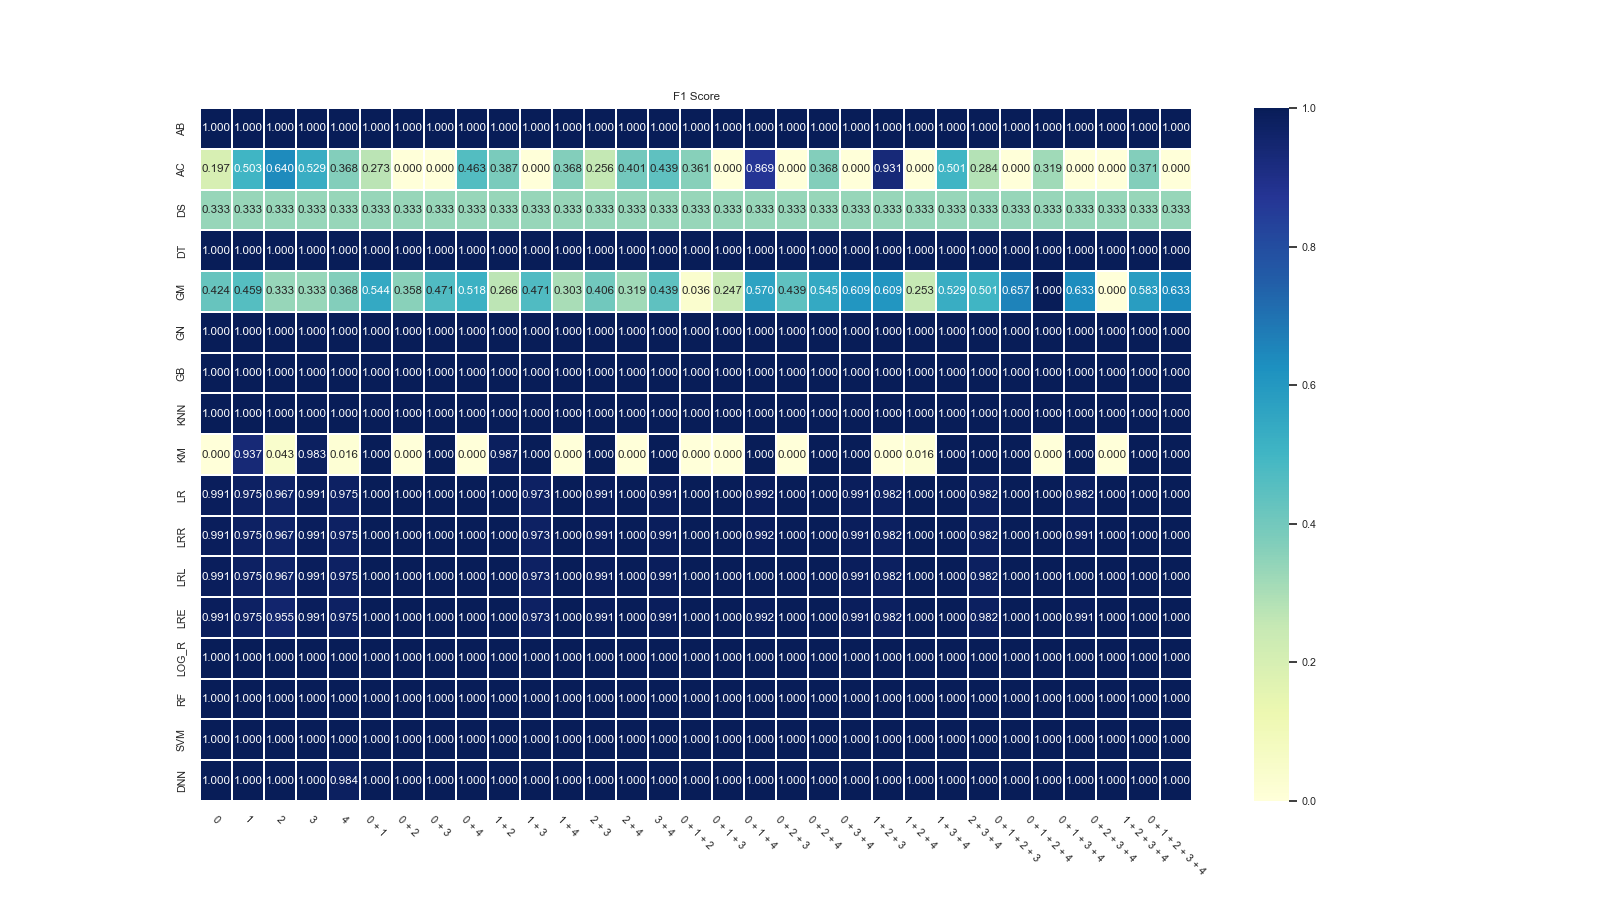 F1 Score
AB 1.000 1.000 1.000 1.000 1.000 1.000 1.000 1.000 1.000 1.000 1.000 1.000 1.000 1.000 1.000 1.000 1.000 1.000 1.000 1.000 1.000 1.000 1.000 1.000 1.000 1.000 1.000 1.000 1.000 1.000 1.000
AC 0.197 0.503 0.640 0.529 0.368 0.273 0.000 0.000 0.463 0.387 0.000 0.368 0.256 0.401 0.439 0.361 0.000 0.869 0.000 0.368 0.000 0.931 0.000 0.501 0.284 0.000 0.319 0.000 0.000 0.371 0.000
DS 0.333 0.333 0.333 0.333 0.333 0.333 0.333 0.333 0.333 0.333 0.333 0.333 0.333 0.333 0.333 0.333 0.333 0.333 0.333 0.333 0.333 0.333 0.333 0.333 0.333 0.333 0.333 0.333 0.333 0.333 0.333
DT 1.000 1.000 1.000 1.000 1.000 1.000 1.000 1.000 1.000 1.000 1.000 1.000 1.000 1.000 1.000 1.000 1.000 1.000 1.000 1.000 1.000 1.000 1.000 1.000 1.000 1.000 1.000 1.000 1.000 1.000 1.000
GM 0.424 0.459 0.333 0.333 0.368 0.544 0.358 0.471 0.518 0.266 0.471 0.303 0.406 0.319 0.439 0.036 0.247 0.570 0.439 0.545 0.609 0.609 0.253 0.529 0.501 0.657 1.000 0.633 0.000 0.583 0.633
GN 1.000 1.000 1.000 1.000 1.000 1.000 1.000 1.000 1.000 1.000 1.000 1.000 1.000 1.000 1.000 1.000 1.000 1.000 1.000 1.000 1.000 1.000 1.000 1.000 1.000 1.000 1.000 1.000 1.000 1.000 1.000
GB 1.000 1.000 1.000 1.000 1.000 1.000 1.000 1.000 1.000 1.000 1.000 1.000 1.000 1.000 1.000 1.000 1.000 1.000 1.000 1.000 1.000 1.000 1.000 1.000 1.000 1.000 1.000 1.000 1.000 1.000 1.000
KNN 1.000 1.000 1.000 1.000 1.000 1.000 1.000 1.000 1.000 1.000 1.000 1.000 1.000 1.000 1.000 1.000 1.000 1.000 1.000 1.000 1.000 1.000 1.000 1.000 1.000 1.000 1.000 1.000 1.000 1.000 1.000
KM 0.000 0.937 0.043 0.983 0.016 1.000 0.000 1.000 0.000 0.987 1.000 0.000 1.000 0.000 1.000 0.000 0.000 1.000 0.000 1.000 1.000 0.000 0.016 1.000 1.000 1.000 0.000 1.000 0.000 1.000 1.000
LR 0.991 0.975 0.967 0.991 0.975 1.000 1.000 1.000 1.000 1.000 0.973 1.000 0.991 1.000 0.991 1.000 1.000 0.992 1.000 1.000 0.991 0.982 1.000 1.000 0.982 1.000 1.000 0.982 1.000 1.000 1.000
LRR 0.991 0.975 0.967 0.991 0.975 1.000 1.000 1.000 1.000 1.000 0.973 1.000 0.991 1.000 0.991 1.000 1.000 0.992 1.000 1.000 0.991 0.982 1.000 1.000 0.982 1.000 1.000 0.991 1.000 1.000 1.000
LRL 0.991 0.975 0.967 0.991 0.975 1.000 1.000 1.000 1.000 1.000 0.973 1.000 0.991 1.000 0.991 1.000 1.000 1.000 1.000 1.000 0.991 0.982 1.000 1.000 0.982 1.000 1.000 1.000 1.000 1.000 1.000
LRE 0.991 0.975 0.955 0.991 0.975 1.000 1.000 1.000 1.000 1.000 0.973 1.000 0.991 1.000 0.991 1.000 1.000 0.992 1.000 1.000 0.991 0.982 1.000 1.000 0.982 1.000 1.000 0.991 1.000 1.000 1.000
LOG_R 1.000 1.000 1.000 1.000 1.000 1.000 1.000 1.000 1.000 1.000 1.000 1.000 1.000 1.000 1.000 1.000 1.000 1.000 1.000 1.000 1.000 1.000 1.000 1.000 1.000 1.000 1.000 1.000 1.000 1.000 1.000
RF 1.000 1.000 1.000 1.000 1.000 1.000 1.000 1.000 1.000 1.000 1.000 1.000 1.000 1.000 1.000 1.000 1.000 1.000 1.000 1.000 1.000 1.000 1.000 1.000 1.000 1.000 1.000 1.000 1.000 1.000 1.000
SVM 1.000 1.000 1.000 1.000 1.000 1.000 1.000 1.000 1.000 1.000 1.000 1.000 1.000 1.000 1.000 1.000 1.000 1.000 1.000 1.000 1.000 1.000 1.000 1.000 1.000 1.000 1.000 1.000 1.000 1.000 1.000
DNN 1.000 1.000 1.000 1.000 0.984 1.000 1.000 1.000 1.000 1.000 1.000 1.000 1.000 1.000 1.000 1.000 1.000 1.000 1.000 1.000 1.000 1.000 1.000 1.000 1.000 1.000 1.000 1.000 1.000 1.000 1.000
0 1 2 3 4 0 + 1 0 + 2 0 + 3 0 + 4 1 + 2 1 + 3 1 + 4 2 + 3 2 + 4 3 + 4 0 + 1 + 2 0 + 1 + 3 0 + 1 + 4 0 + 2 + 3 0 + 2 + 4 0 + 3 + 4 1 + 2 + 3 1 + 2 + 4 1 + 3 + 4 2 + 3 + 4 0 + 1 + 2 + 3 0 + 1 + 2 + 4 0 + 1 + 3 + 4 0 + 2 + 3 + 4 1 + 2 + 3 + 4 0 + 1 + 2 + 3 + 4
1.0
0.8
0.6
0.4
0.2
0.0